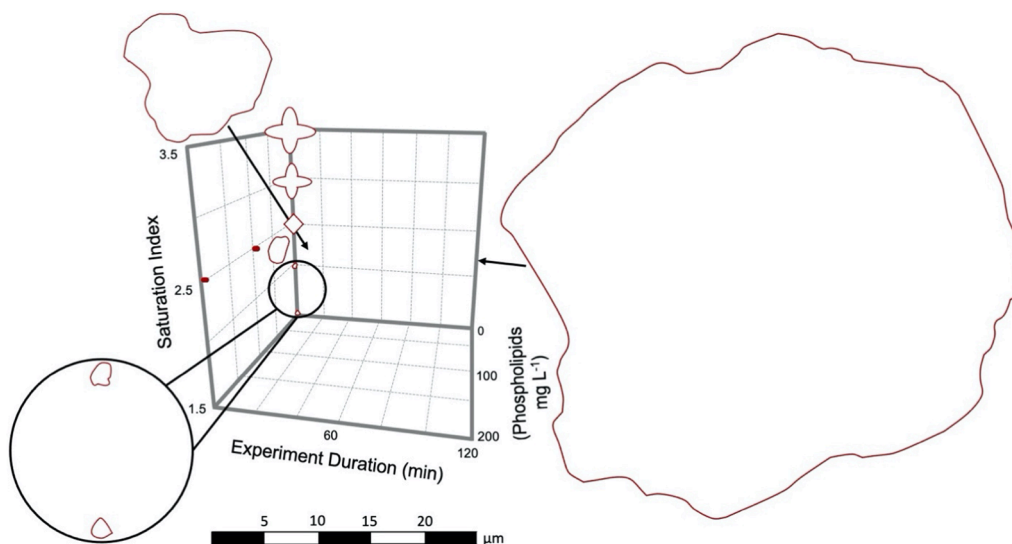 3.5
Saturation Index
2.5
1.5
0
100
200
(Phospholipids
mg L-1)
60
120
Experiment Duration (min)
5 10 15 20
μm